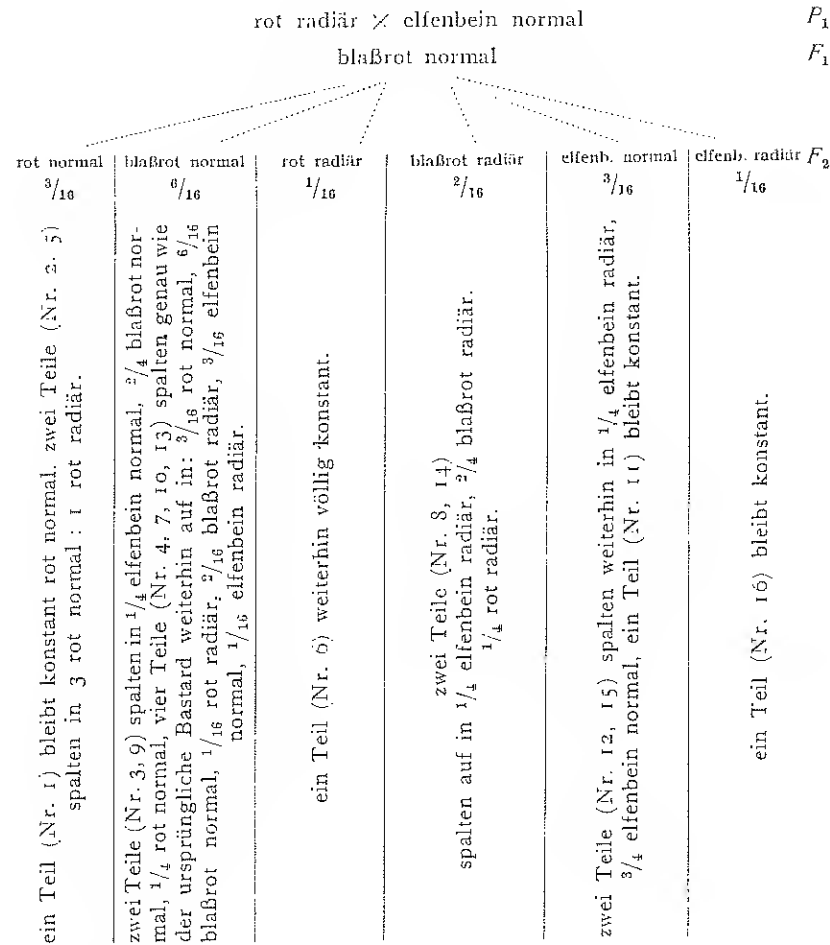 rot radiär × elfenbein normal P₁
blaßrot normal F₁
rot normal blaßrot normal rot radiär blaßrot radiär elfenb. normal elfenb. radiär F₂
3/16 6/16 1/16 2/16 3/16 1/16
ein Teil (Nr. 1) bleibt konstant rot normal. zwei Teile (Nr. 2. 5)
spalten in 3 rot normal : 1 rot radiär.
zwei Teile (Nr. 3, 9) spalten in 1/4 elfenbein normal, 2/4 blaßrot nor-
mal, 1/4 rot normal, vier Teile (Nr. 4, 7, 10, 13) spalten genau wie
der ursprüngliche Bastard weiterhin auf in: 3/16 rot normal, 6/16
blaßrot normal, 1/16 rot radiär, 2/16 blaßrot radiär, 3/16 elfenbein
normal, 1/16 elfenbein radiär.
ein Teil (Nr. 6) weiterhin völlig konstant.
zwei Teile (Nr. 8, 14)
spalten auf in 1/4 elfenbein radiär, 2/4 blaßrot radiär.
1/4 rot radiär.
zwei Teile (Nr. 12, 15) spalten weiterhin in 1/4 elfenbein radiär,
3/4 elfenbein normal, ein Teil (Nr. 11) bleibt konstant.
ein Teil (Nr. 16) bleibt konstant.